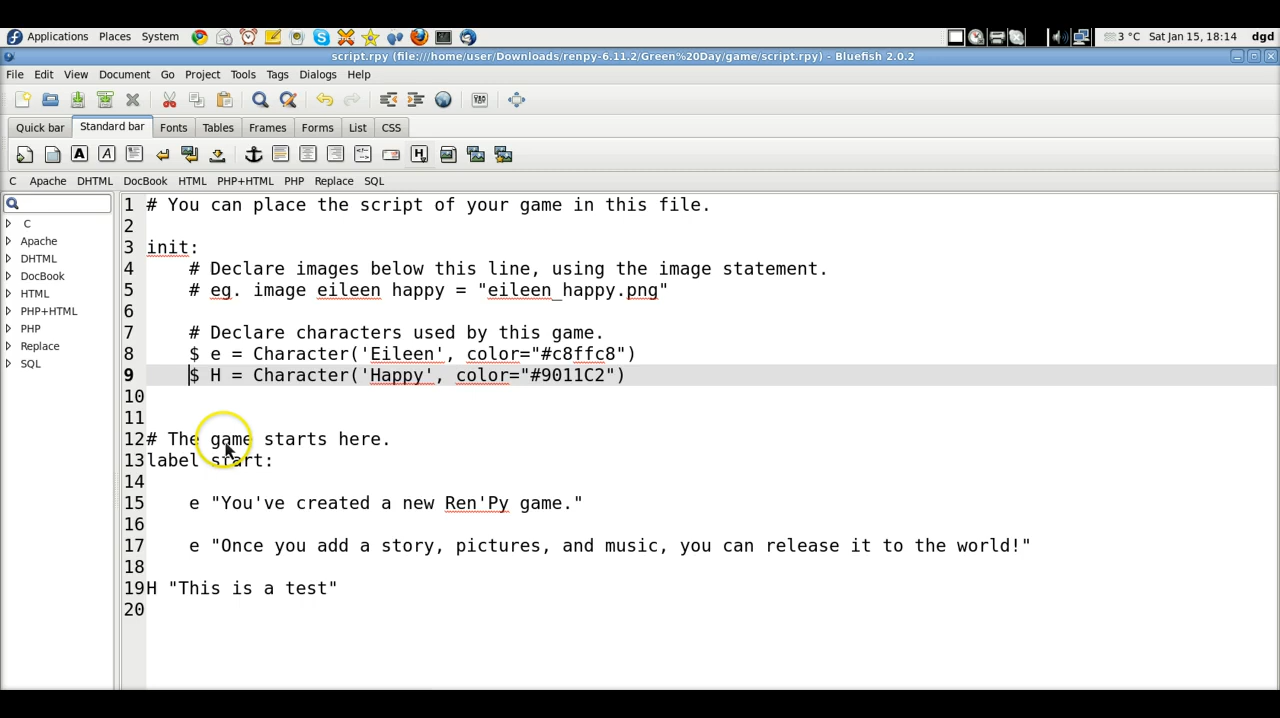 Applications Places System 3 °C Sat Jan 15, 18:14 dgd
script.rpy (file:///home/user/Downloads/renpy-6.11.2/Green%20Day/game/script.rpy) - Bluefish 2.0.2
File Edit View Document Go Project Tools Tags Dialogs Help
Quick bar Standard bar Fonts Tables Frames Forms List CSS
C Apache DHTML DocBook HTML PHP+HTML PHP Replace SQL
C
Apache
DHTML
DocBook
HTML
PHP+HTML
PHP
Replace
SQL
1 # You can place the script of your game in this file.
2
3 init:
4 # Declare images below this line, using the image statement.
5 # eg. image eileen happy = "eileen_happy.png"
6
7 # Declare characters used by this game.
8 $ e = Character('Eileen', color="#c8ffc8")
9 $ H = Character('Happy', color="#9011C2")
10
11
12 # The game starts here.
13 label start:
14
15 e "You've created a new Ren'Py game."
16
17 e "Once you add a story, pictures, and music, you can release it to the world!"
18
19 H "This is a test"
20